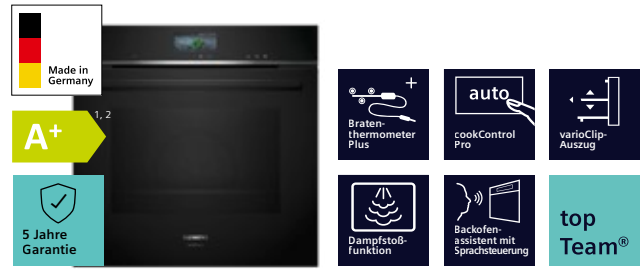 Made in
Germany
A+
1, 2
5 Jahre
Garantie
+
Braten-
thermometer
Plus
auto
cookControl
Pro
varioClip-
Auszug
Dampfstoß-
funktion
Backofen-
assistent mit
Sprachsteuerung
top
Team®